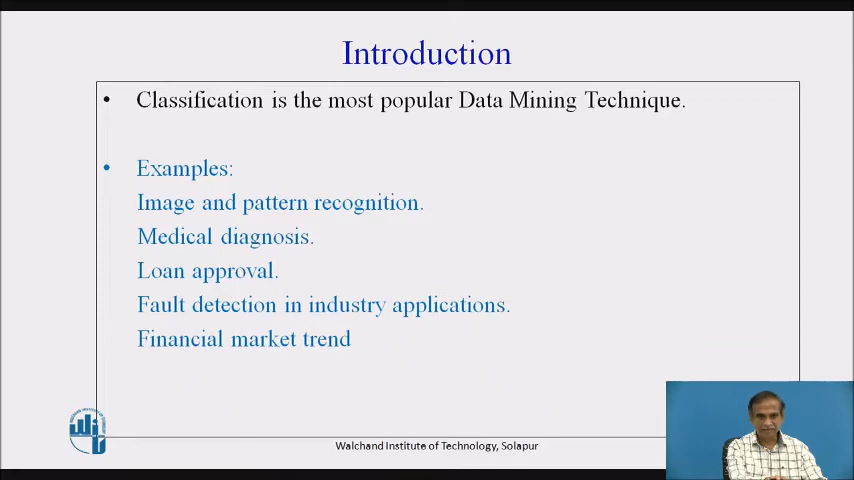 Introduction
• Classification is the most popular Data Mining Technique.
• Examples:
Image and pattern recognition.
Medical diagnosis.
Loan approval.
Fault detection in industry applications.
Financial market trend
Walchand Institute of Technology, Solapur